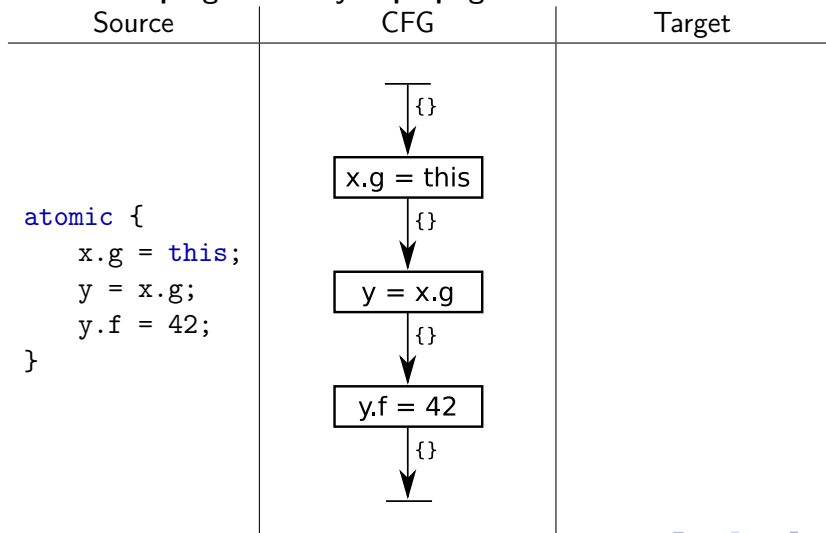 Source CFG Target
{}
x.g = this
{}
atomic {
x.g = this;
y = x.g;
y.f = 42;
}
y = x.g
{}
y.f = 42
{}